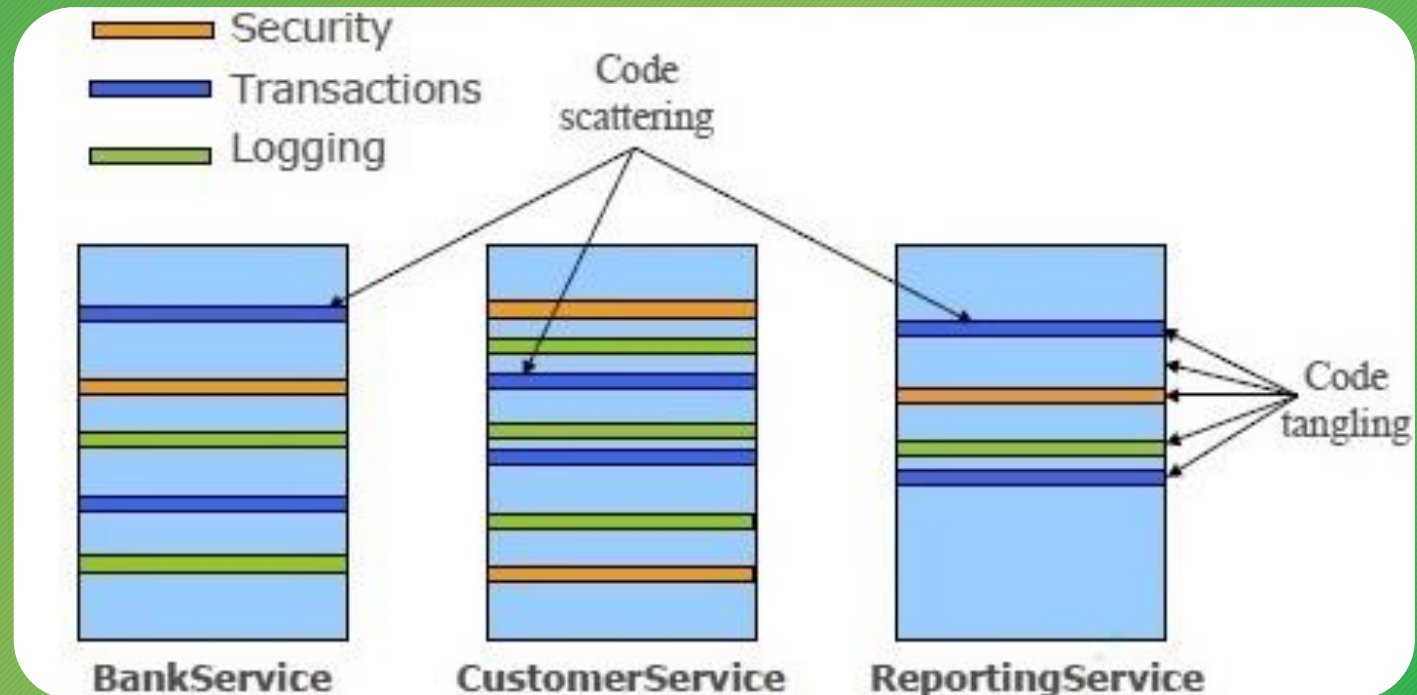 Security
Transactions
Logging
Code
scattering
Code
tangling
BankService
CustomerService
ReportingService